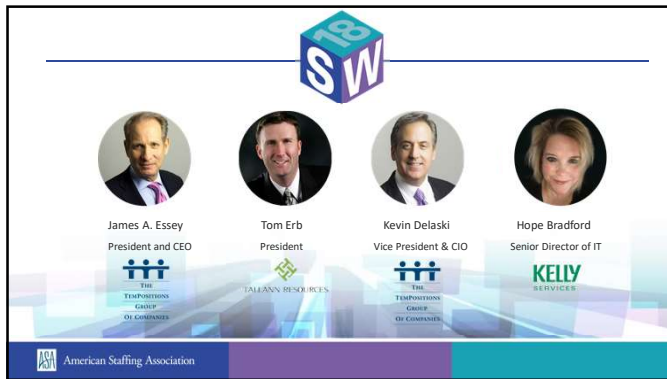 18
SW
James A. Essey
Tom Erb
Kevin Delaski
Hope Bradford
President and CEO
President
Vice President & CIO
Senior Director of IT
THE
TEMPOSITIONS
GROUP
OF COMPANIES
TALLANN RESOURCES
THE
TEMPOSITIONS
GROUP
OF COMPANIES
KELLY
SERVICES
ASA American Staffing Association